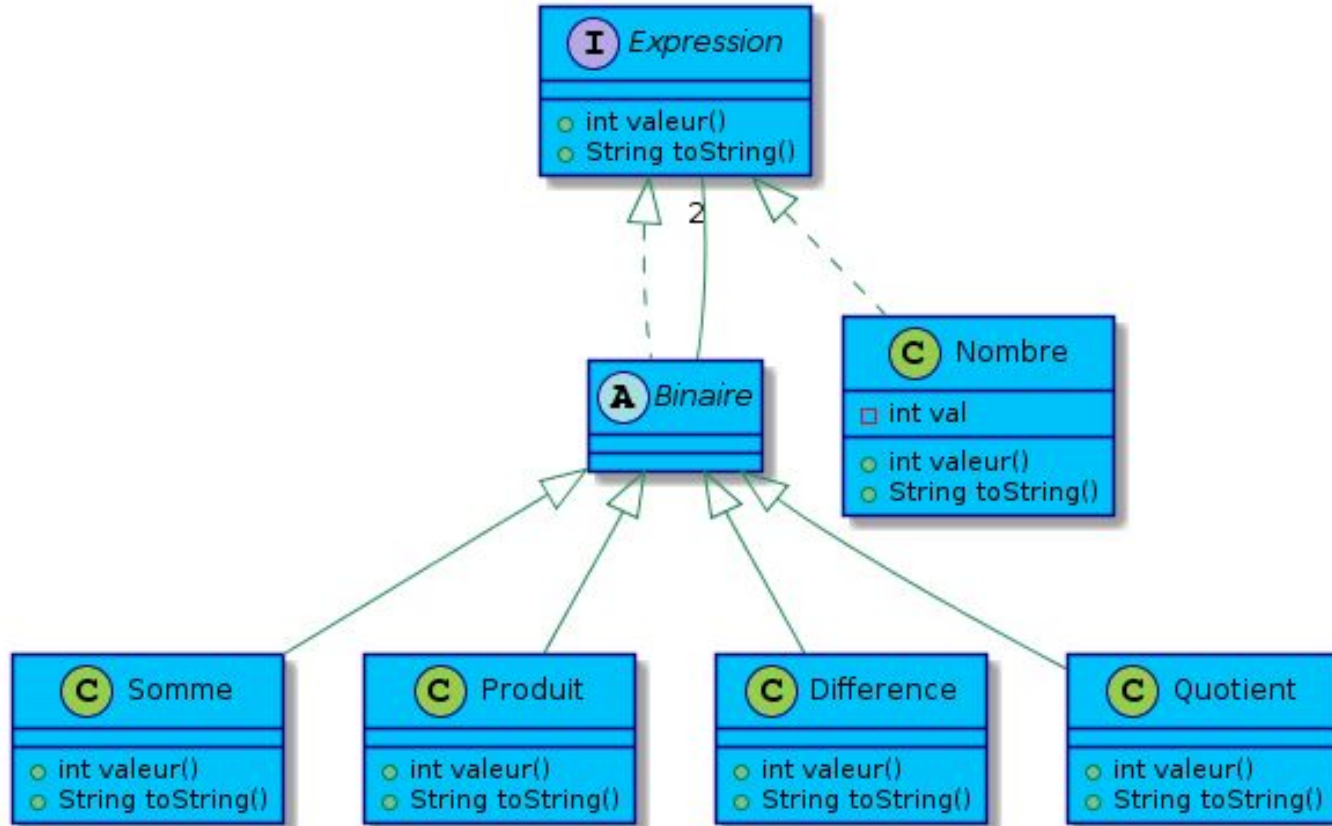 I Expression
int valeur()
String toString()
2
A Binaire
C Nombre
int val
int valeur()
String toString()
C Somme
int valeur()
String toString()
C Produit
int valeur()
String toString()
C Difference
int valeur()
String toString()
C Quotient
int valeur()
String toString()